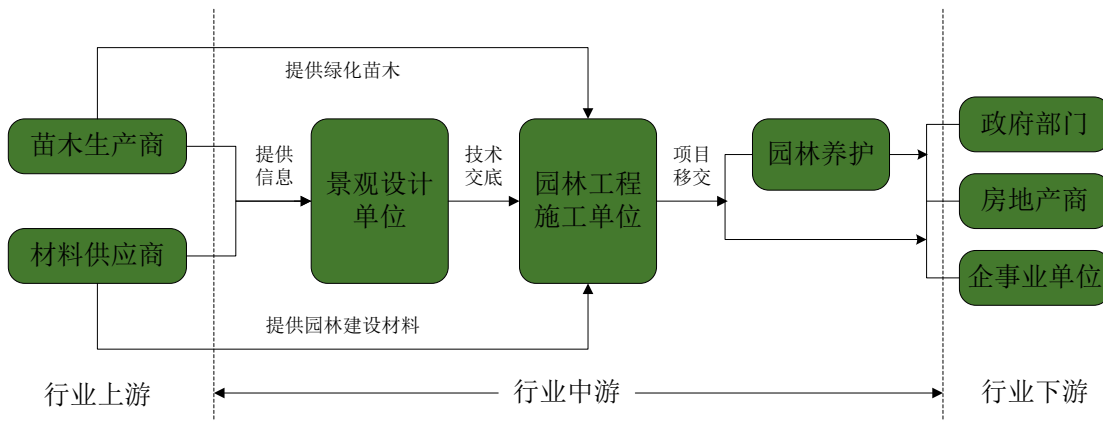 提供绿化苗木
苗木生产商
材料供应商
提供
信息
景观设计
单位
技术
交底
园林工程
施工单位
项目
移交
园林养护
政府部门
房地产商
企事业单位
提供园林建设材料
行业上游
行业中游
行业下游